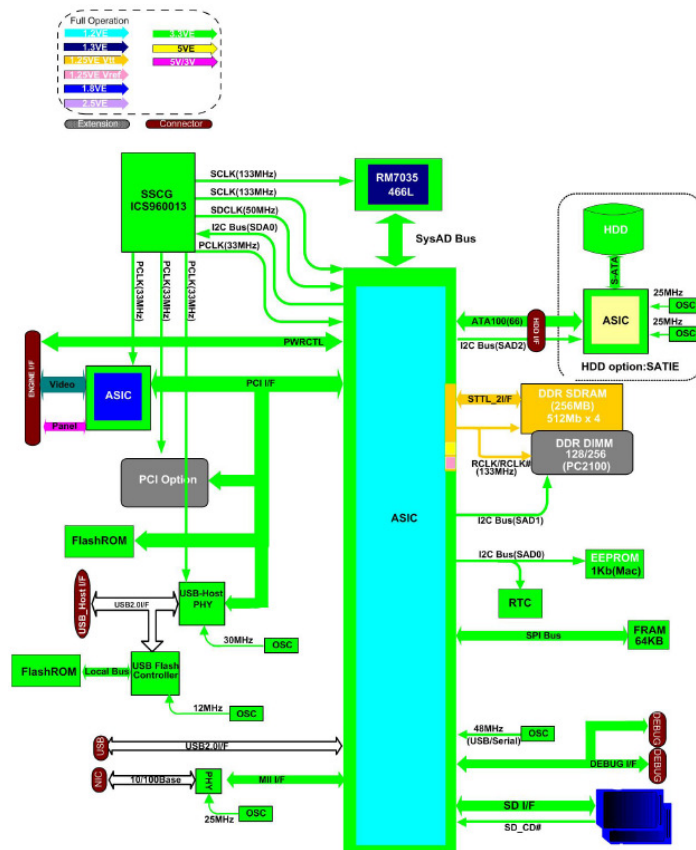 Full Operation
1.2VE
3.3VE
1.3VE
5VE
1.25VE Vtt
5V/3V
1.25VE Vref
1.8VE
2.5VE
Extension
Connector
SSCG
ICS960013
SCLK(133MHz)
SCLK(133MHz)
SDCLK(50MHz)
I2C Bus(SDA0)
PCLK(33MHz)
RM7035
466L
SysAD Bus
PCLK(33MHz)
PCLK(33MHz)
PCLK(33MHz)
HDD
S-ATA
ASIC
25MHz
OSC
25MHz
OSC
HDD option:SATIE
ATA100(66)
HDD I/F
I2C Bus(SAD2)
PWRCTL
ENGINE I/F
Video
ASIC
Panel
PCI I/F
STTL_2I/F
DDR SDRAM
(256MB)
512Mb x 4
DDR DIMM
128/256
(PC2100)
RCLK/RCLK#
(133MHz)
PCI Option
ASIC
I2C Bus(SAD1)
FlashROM
I2C Bus(SAD0)
EEPROM
1Kb(Mac)
RTC
USB_Host I/F
USB2.0I/F
USB-Host
PHY
30MHz
OSC
SPI Bus
FRAM
64KB
FlashROM
Local Bus
USB Flash
Controller
12MHz
OSC
48MHz
(USB/Serial)
OSC
DEBUG
DEBUG
DEBUG I/F
USB
USB2.0I/F
NIC
10/100Base
PHY
MII I/F
25MHz
OSC
SD I/F
SD_CD#